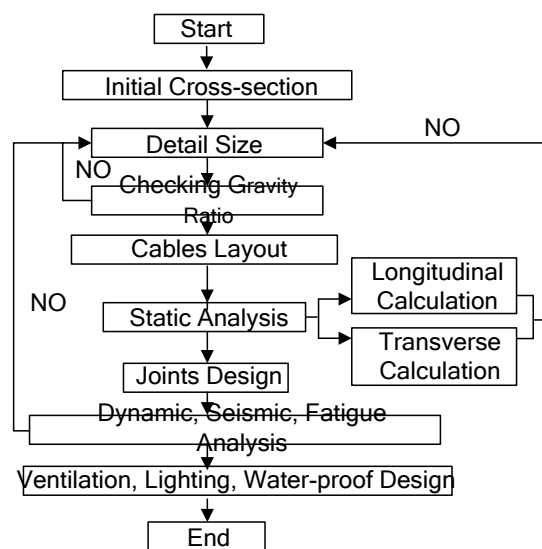 Start
Initial Cross-section
NO
Detail Size
NO
Checking Gravity
Ratio
Cables Layout
NO
Longitudinal
Calculation
Static Analysis
Transverse
Calculation
Joints Design
Dynamic, Seismic, Fatigue
Analysis
Ventilation, Lighting, Water-proof Design
End